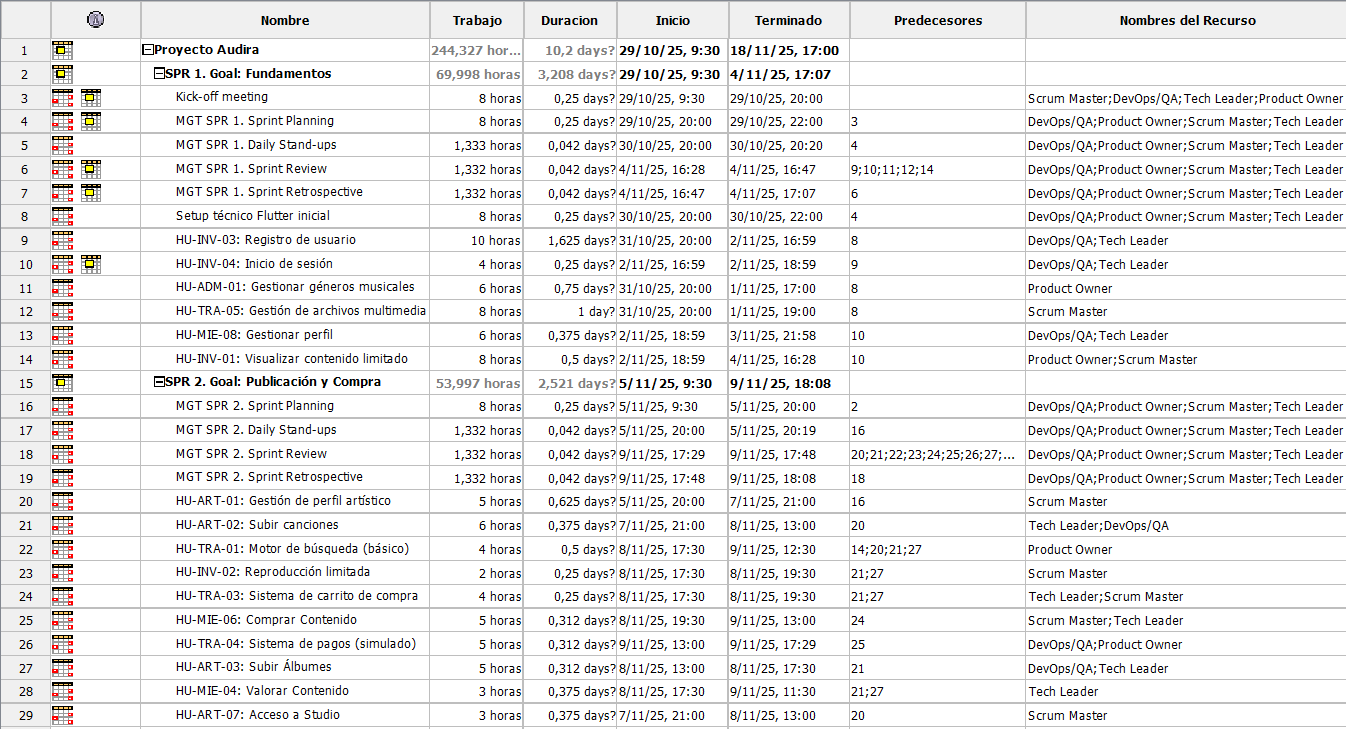 Nombre Trabajo Duracion Inicio Terminado Predecesores Nombres del Recurso
1 Proyecto Audira 244,327 hor... 10,2 days? 29/10/25, 9:30 18/11/25, 17:00
2 SPR 1. Goal: Fundamentos 69,998 horas 3,208 days? 29/10/25, 9:30 4/11/25, 17:07
3 Kick-off meeting 8 horas 0,25 days? 29/10/25, 9:30 29/10/25, 20:00 Scrum Master;DevOps/QA;Tech Leader;Product Owner
4 MGT SPR 1. Sprint Planning 8 horas 0,25 days? 29/10/25, 20:00 29/10/25, 22:00 3 DevOps/QA;Product Owner;Scrum Master;Tech Leader
5 MGT SPR 1. Daily Stand-ups 1,333 horas 0,042 days? 30/10/25, 20:00 30/10/25, 20:20 4 DevOps/QA;Product Owner;Scrum Master;Tech Leader
6 MGT SPR 1. Sprint Review 1,332 horas 0,042 days? 4/11/25, 16:28 4/11/25, 16:47 9;10;11;12;14 DevOps/QA;Product Owner;Scrum Master;Tech Leader
7 MGT SPR 1. Sprint Retrospective 1,332 horas 0,042 days? 4/11/25, 16:47 4/11/25, 17:07 6 DevOps/QA;Product Owner;Scrum Master;Tech Leader
8 Setup técnico Flutter inicial 8 horas 0,25 days? 30/10/25, 20:00 30/10/25, 22:00 4 DevOps/QA;Product Owner;Scrum Master;Tech Leader
9 HU-INV-03: Registro de usuario 10 horas 1,625 days? 31/10/25, 20:00 2/11/25, 16:59 8 DevOps/QA;Tech Leader
10 HU-INV-04: Inicio de sesión 4 horas 0,25 days? 2/11/25, 16:59 2/11/25, 18:59 9 DevOps/QA;Tech Leader
11 HU-ADM-01: Gestionar géneros musicales 6 horas 0,75 days? 31/10/25, 20:00 1/11/25, 17:00 8 Product Owner
12 HU-TRA-05: Gestión de archivos multimedia 8 horas 1 day? 31/10/25, 20:00 1/11/25, 19:00 8 Scrum Master
13 HU-MIE-08: Gestionar perfil 6 horas 0,375 days? 2/11/25, 18:59 3/11/25, 21:58 10 DevOps/QA;Tech Leader
14 HU-INV-01: Visualizar contenido limitado 8 horas 0,5 days? 2/11/25, 18:59 4/11/25, 16:28 10 Product Owner;Scrum Master
15 SPR 2. Goal: Publicación y Compra 53,997 horas 2,521 days? 5/11/25, 9:30 9/11/25, 18:08
16 MGT SPR 2. Sprint Planning 8 horas 0,25 days? 5/11/25, 9:30 5/11/25, 20:00 2 DevOps/QA;Product Owner;Scrum Master;Tech Leader
17 MGT SPR 2. Daily Stand-ups 1,332 horas 0,042 days? 5/11/25, 20:00 5/11/25, 20:19 16 DevOps/QA;Product Owner;Scrum Master;Tech Leader
18 MGT SPR 2. Sprint Review 1,332 horas 0,042 days? 9/11/25, 17:29 9/11/25, 17:48 20;21;22;23;24;25;26;27;... DevOps/QA;Product Owner;Scrum Master;Tech Leader
19 MGT SPR 2. Sprint Retrospective 1,332 horas 0,042 days? 9/11/25, 17:48 9/11/25, 18:08 18 DevOps/QA;Product Owner;Scrum Master;Tech Leader
20 HU-ART-01: Gestión de perfil artístico 5 horas 0,625 days? 5/11/25, 20:00 7/11/25, 21:00 16 Scrum Master
21 HU-ART-02: Subir canciones 6 horas 0,375 days? 7/11/25, 21:00 8/11/25, 13:00 20 Tech Leader;DevOps/QA
22 HU-TRA-01: Motor de búsqueda (básico) 4 horas 0,5 days? 8/11/25, 17:30 9/11/25, 12:30 14;20;21;27 Product Owner
23 HU-INV-02: Reproducción limitada 2 horas 0,25 days? 8/11/25, 17:30 8/11/25, 19:30 21;27 Scrum Master
24 HU-TRA-03: Sistema de carrito de compra 4 horas 0,25 days? 8/11/25, 17:30 8/11/25, 19:30 21;27 Tech Leader;Scrum Master
25 HU-MIE-06: Comprar Contenido 5 horas 0,312 days? 8/11/25, 19:30 9/11/25, 13:00 24 Scrum Master;Tech Leader
26 HU-TRA-04: Sistema de pagos (simulado) 5 horas 0,312 days? 9/11/25, 13:00 9/11/25, 17:29 25 DevOps/QA;Product Owner
27 HU-ART-03: Subir Álbumes 5 horas 0,312 days? 8/11/25, 13:00 8/11/25, 17:30 21 DevOps/QA;Tech Leader
28 HU-MIE-04: Valorar Contenido 3 horas 0,375 days? 8/11/25, 17:30 9/11/25, 11:30 21;27 Tech Leader
29 HU-ART-07: Acceso a Studio 3 horas 0,375 days? 7/11/25, 21:00 8/11/25, 13:00 20 Scrum Master